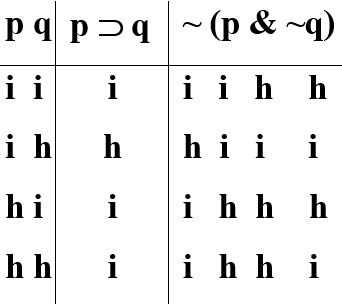 p q p ⊃ q ~ (p & ~q)
i i i i i h h
i h h h i i i
h i i i h h h
h h i i h h i